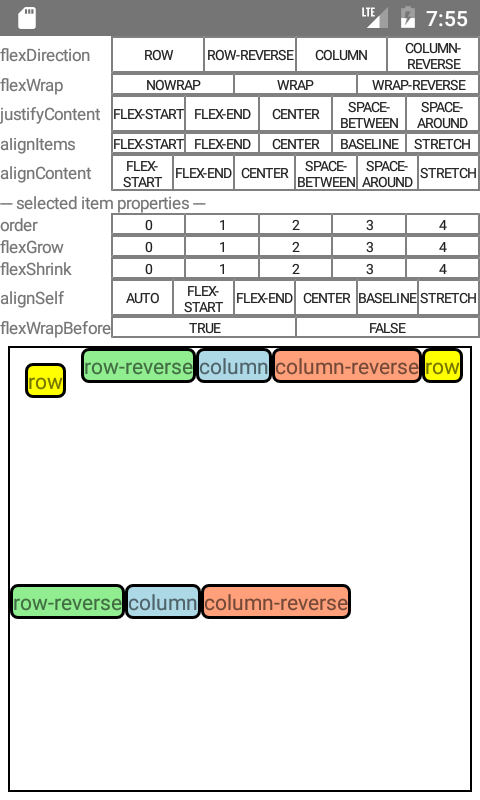 LTE 7:55
flexDirection ROW ROW-REVERSE COLUMN COLUMN-
REVERSE
flexWrap NOWRAP WRAP WRAP-REVERSE
justifyContent FLEX-START FLEX-END CENTER SPACE-
BETWEEN SPACE-
AROUND
alignItems FLEX-START FLEX-END CENTER BASELINE STRETCH
alignContent FLEX-
START FLEX-END CENTER SPACE-
BETWEEN SPACE-
AROUND STRETCH
— selected item properties —
order 0 1 2 3 4
flexGrow 0 1 2 3 4
flexShrink 0 1 2 3 4
alignSelf AUTO FLEX-
START FLEX-END CENTER BASELINE STRETCH
flexWrapBefore TRUE FALSE
row row-reverse column column-reverse row
row-reverse column column-reverse